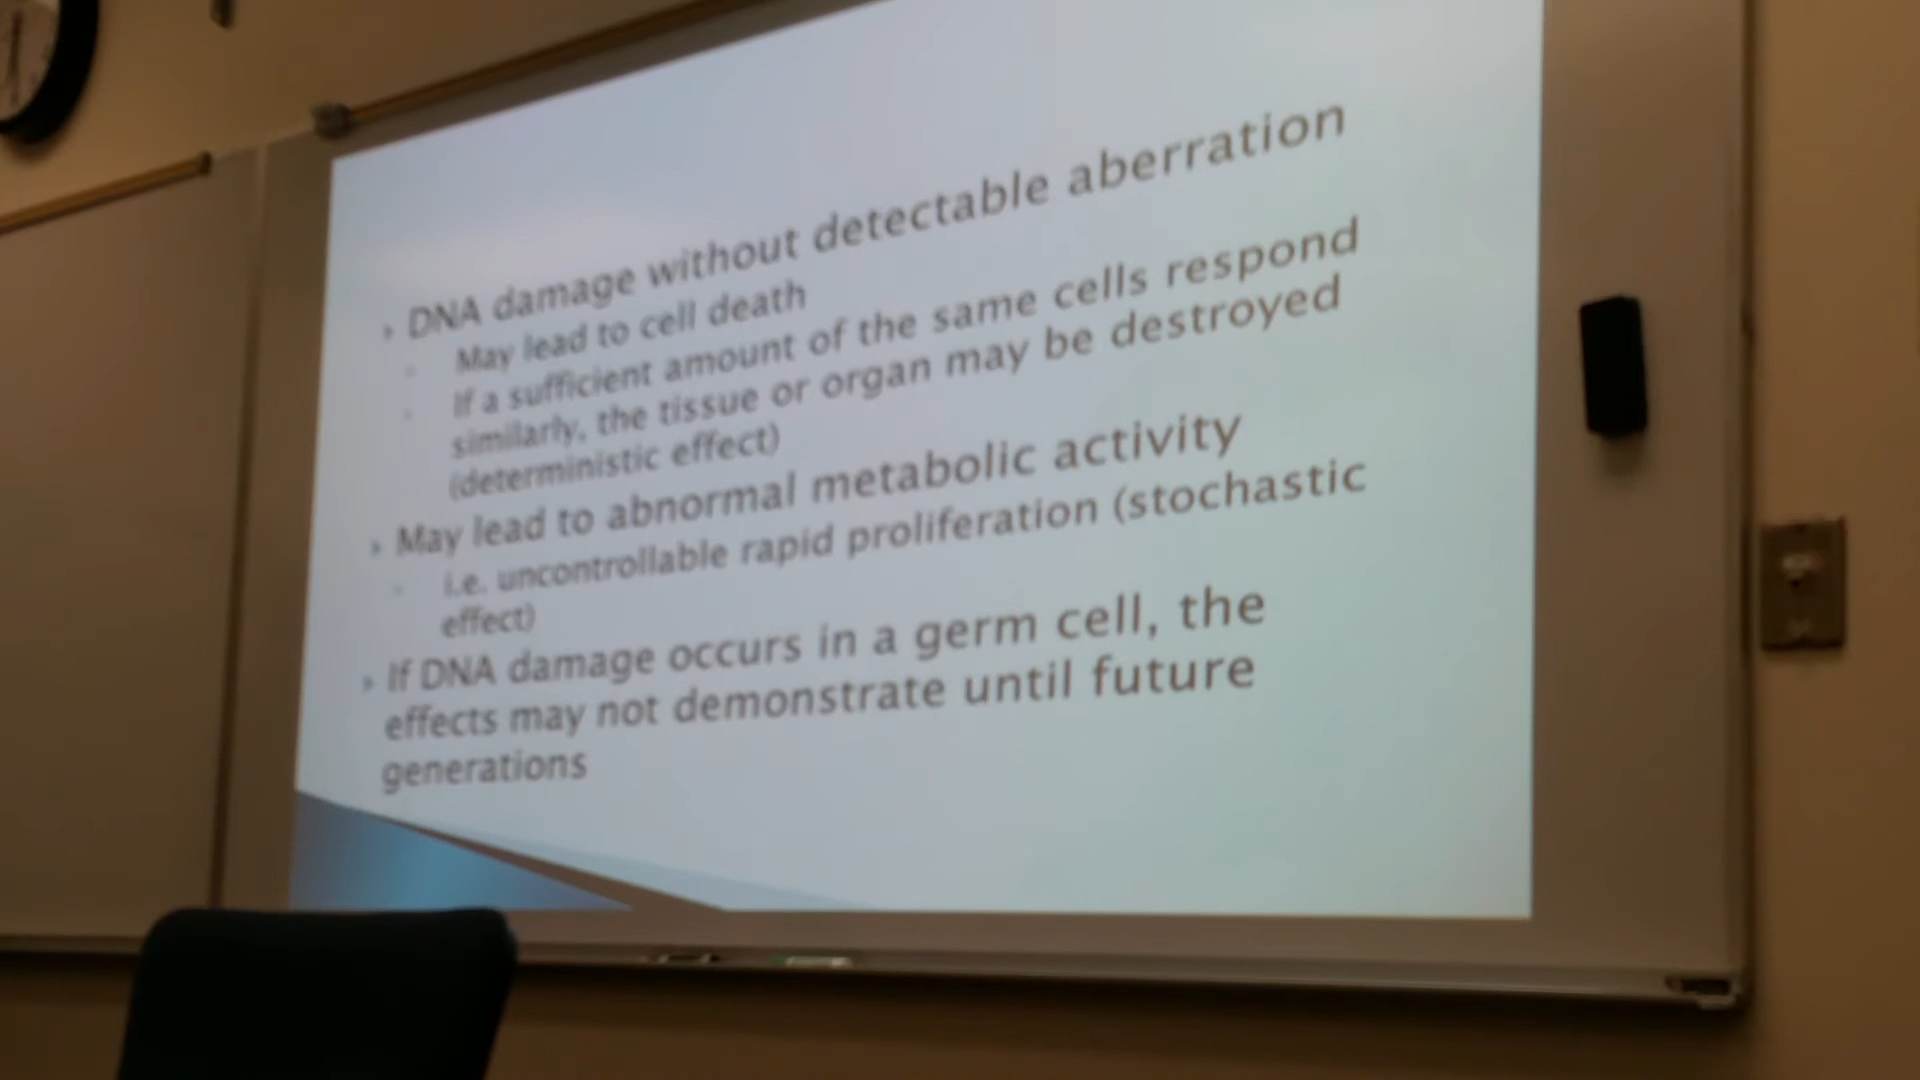 DNA damage without detectable aberration
May lead to cell death
If a sufficient amount of the same cells respond
similarly, the tissue or organ may be destroyed
(deterministic effect)
May lead to abnormal metabolic activity
i.e. uncontrollable rapid proliferation (stochastic
effect)
If DNA damage occurs in a germ cell, the
effects may not demonstrate until future
generations